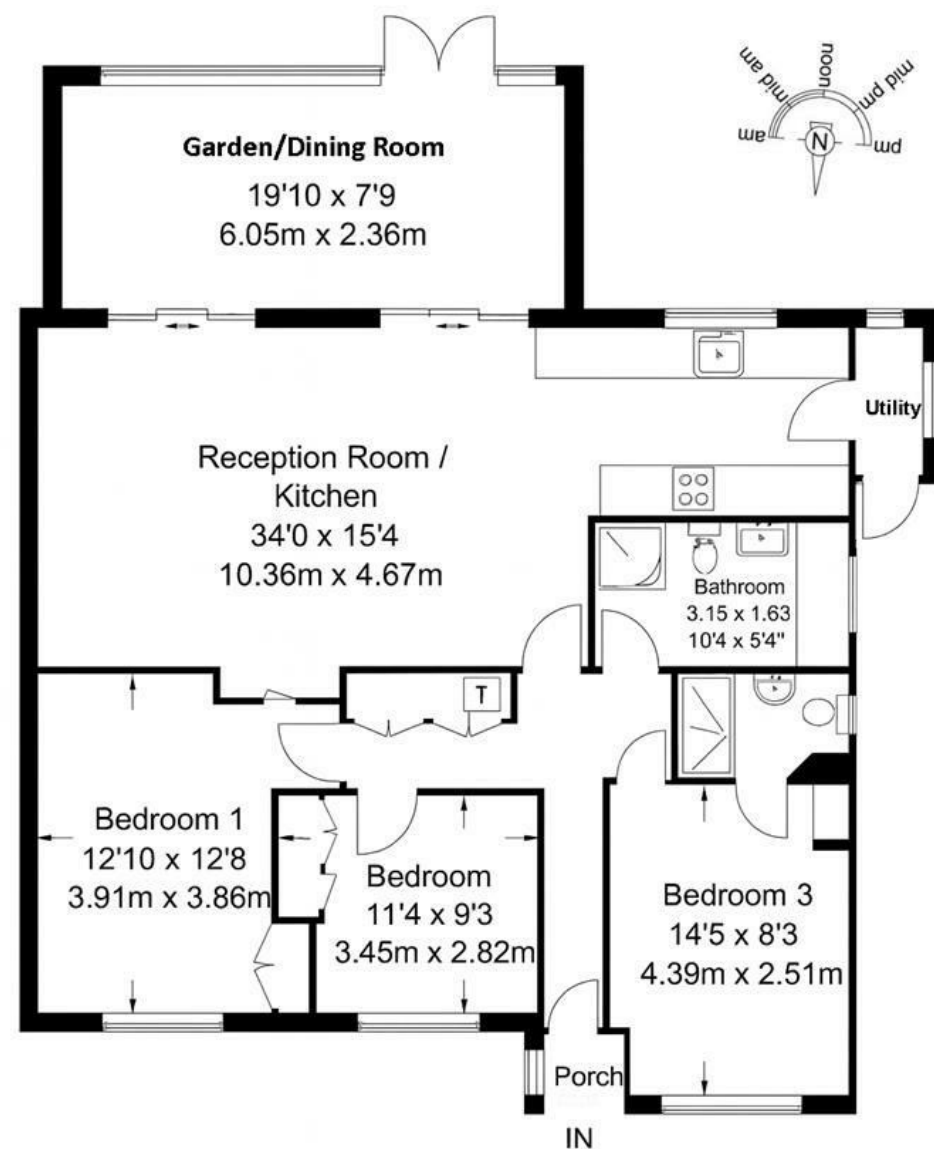 Garden/Dining Room
19'10 x 7'9
6.05m x 2.36m
am
mid am
noon
mid pm
pm
N
Utility
Reception Room /
Kitchen
34'0 x 15'4
10.36m x 4.67m
Bathroom
3.15 x 1.63
10'4 x 5'4"
T
Bedroom 1
12'10 x 12'8
3.91m x 3.86m
Bedroom
11'4 x 9'3
3.45m x 2.82m
Bedroom 3
14'5 x 8'3
4.39m x 2.51m
Porch
IN